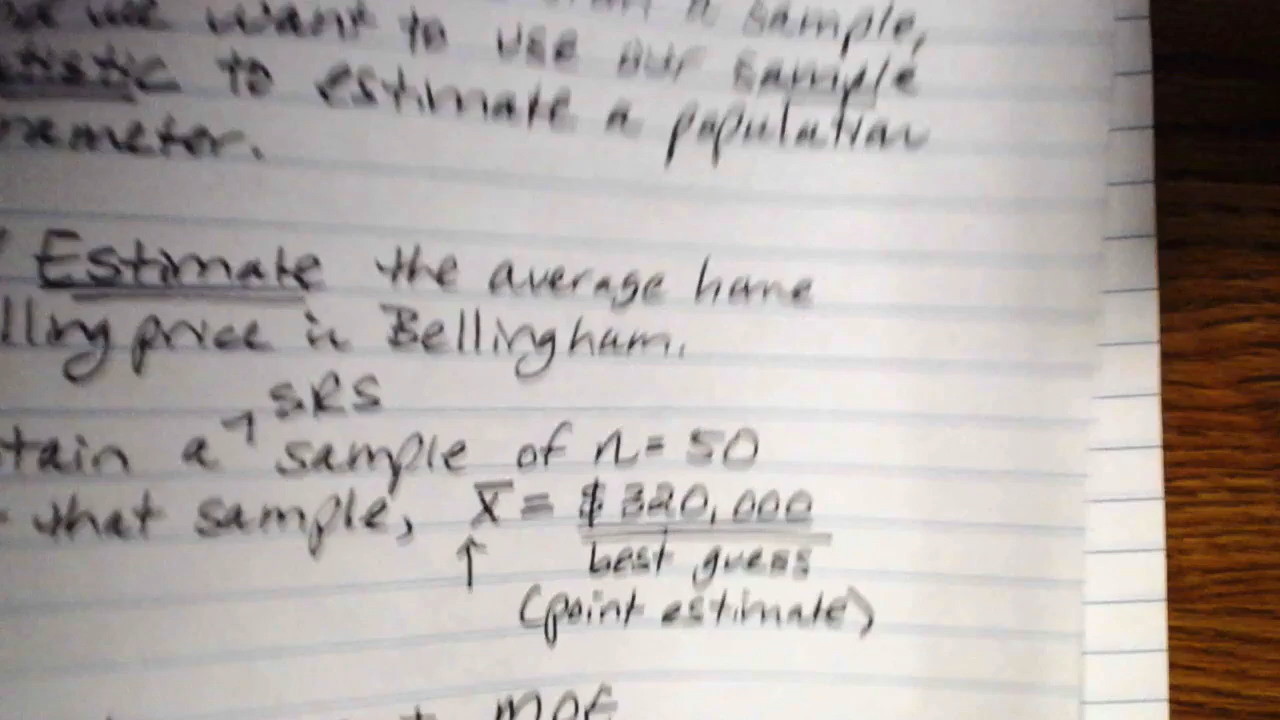 we want to use our sample
to estimate a population
Estimate the average home
price in Bellingham.
SRS
a sample of n = 50
that sample, x̄ = $320,000
↑ best guess
(point estimate)
MOE